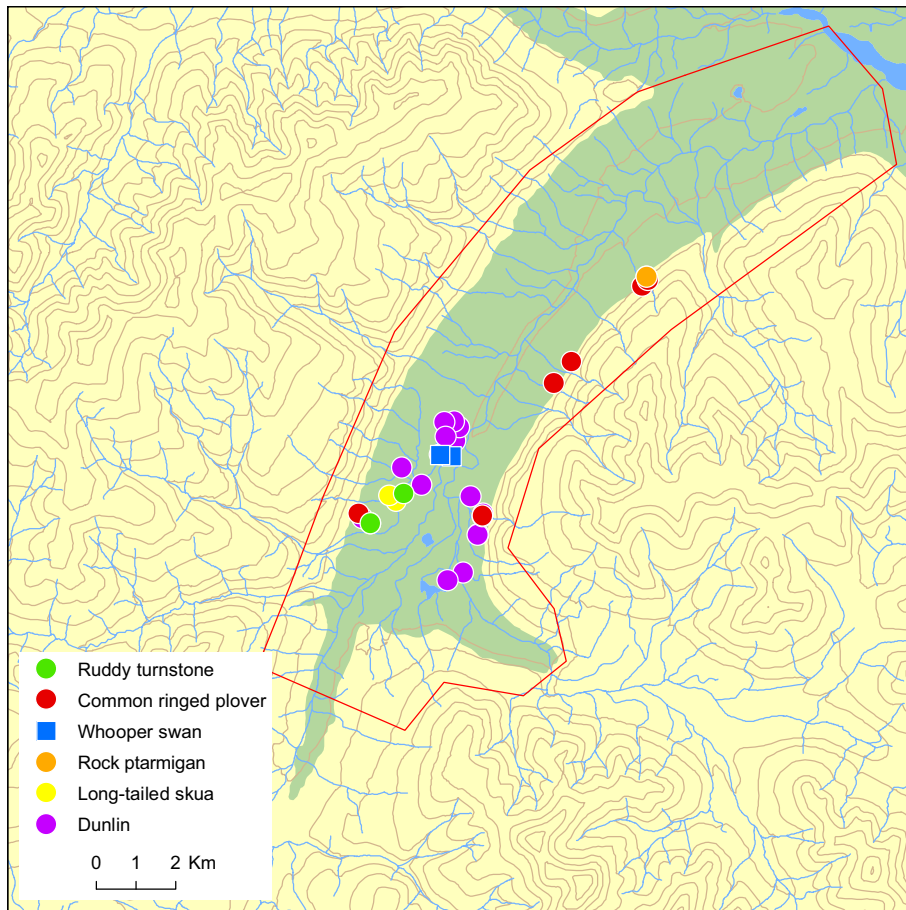 Ruddy turnstone
Common ringed plover
Whooper swan
Rock ptarmigan
Long-tailed skua
Dunlin
0 1 2 Km